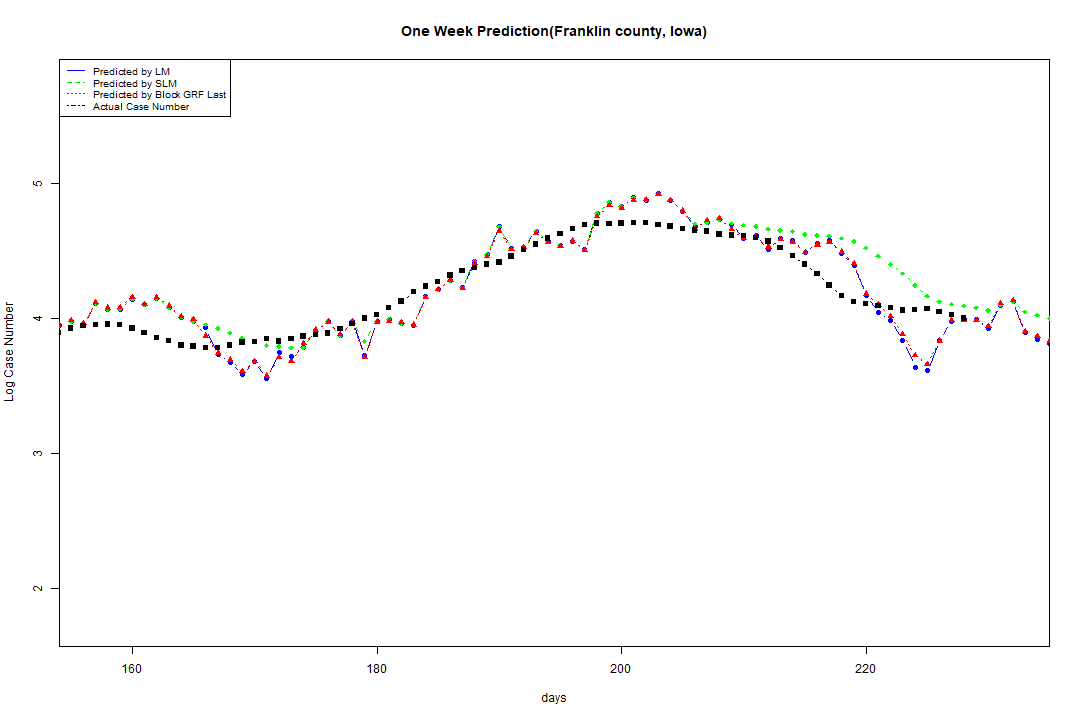 One Week Prediction(Franklin county, Iowa)
Predicted by LM
Predicted by SLM
Predicted by Block GRF Last
Actual Case Number
5
4
3
2
Log Case Number
160 180 200 220
days